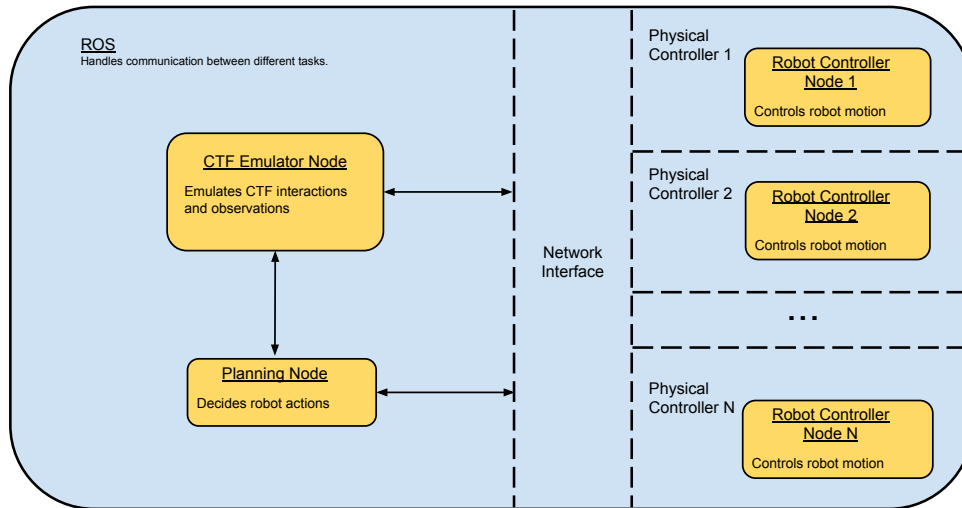 ROS
Handles communication between different tasks.
CTF Emulator Node
Emulates CTF interactions
and observations
Planning Node
Decides robot actions
Network
Interface
Physical
Controller 1
Robot Controller
Node 1
Controls robot motion
Physical
Controller 2
Robot Controller
Node 2
Controls robot motion
...
Physical
Controller N
Robot Controller
Node N
Controls robot motion